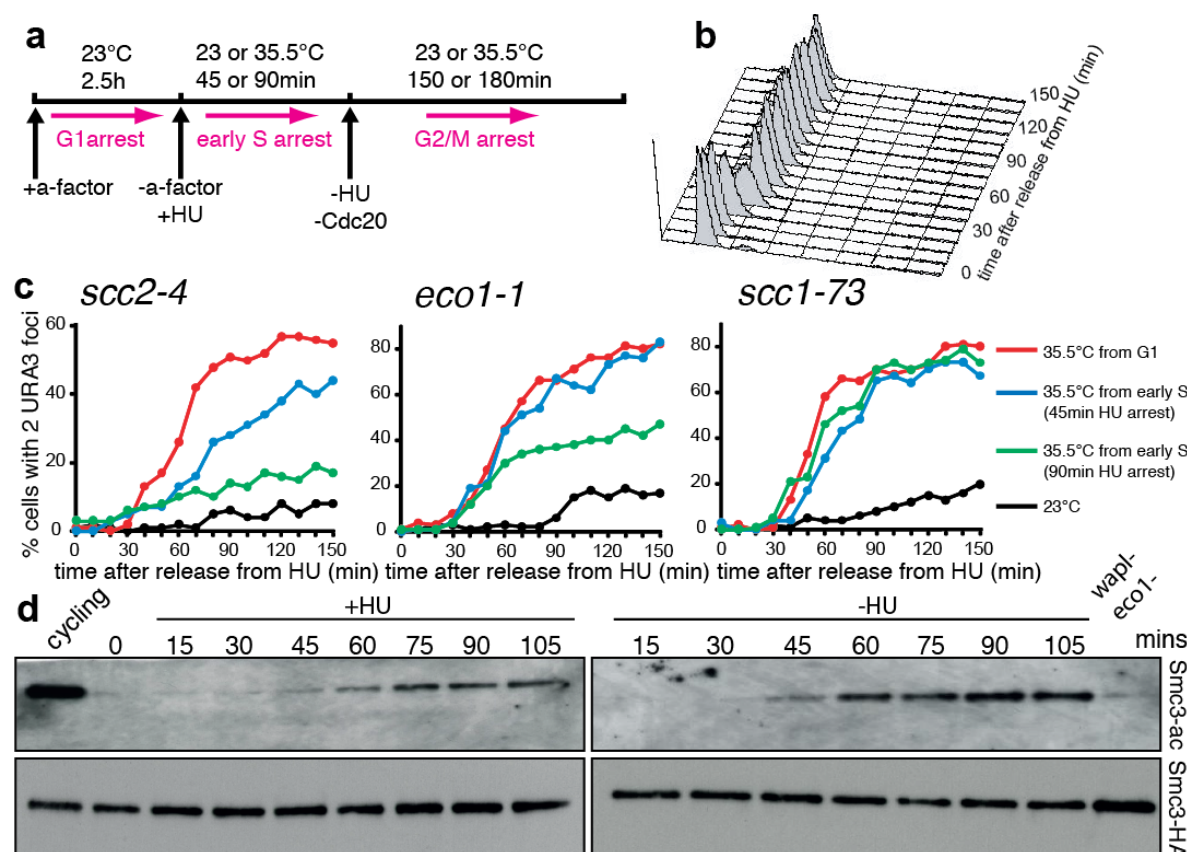 a
23°C
2.5h
23 or 35.5°C
45 or 90min
23 or 35.5°C
150 or 180min
G1arrest
early S arrest
G2/M arrest
+a-factor
-a-factor
+HU
-HU
-Cdc20
b
0
30
60
90
120
150
time after release from HU (min)
c
scc2-4
eco1-1
scc1-73
% cells with 2 URA3 foci
60
40
20
0
80
60
40
20
0
80
60
40
20
0
0 30 60 90 120 150
0 30 60 90 120 150
0 30 60 90 120 150
time after release from HU (min)
time after release from HU (min)
time after release from HU (min)
35.5°C from G1
35.5°C from early S
(45min HU arrest)
35.5°C from early S
(90min HU arrest)
23°C
d
cycling
+HU
-HU
wapl-
eco1-
0 15 30 45 60 75 90 105
15 30 45 60 75 90 105 mins
Smc3-ac
Smc3-HA